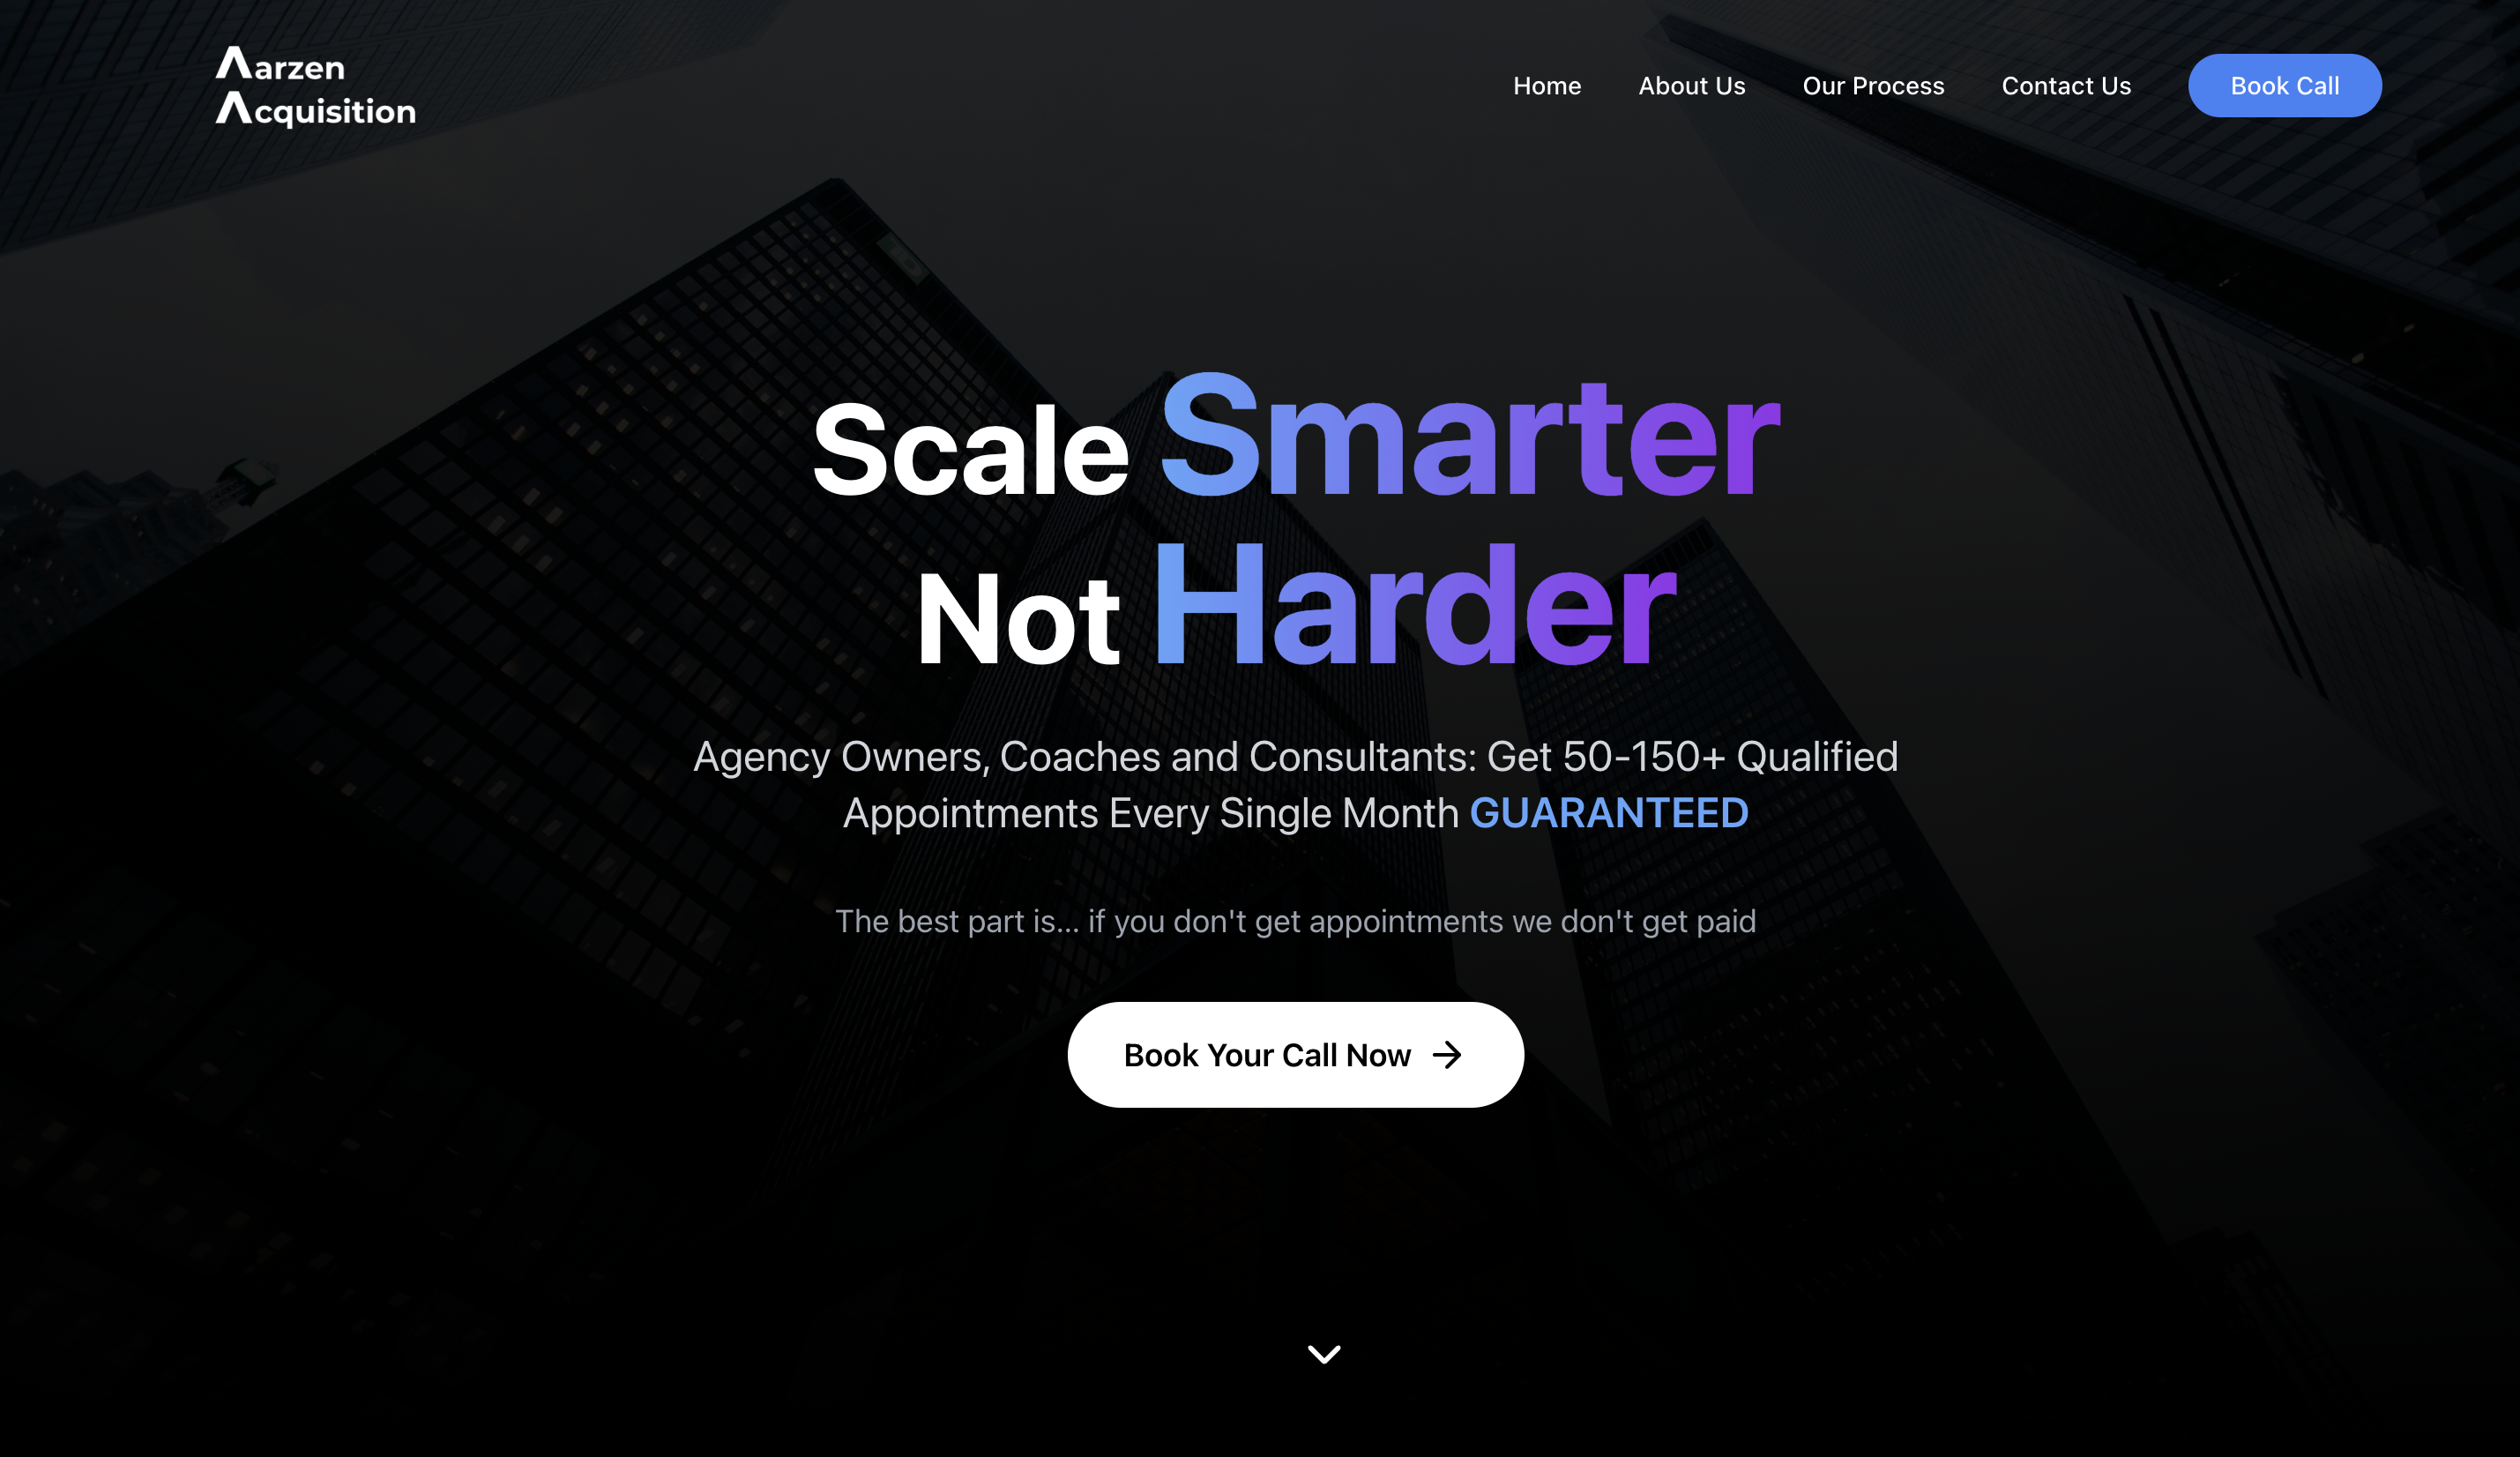 Aarzen
Acquisition
Home
About Us
Our Process
Contact Us
Book Call
Scale Smarter
Not Harder
Agency Owners, Coaches and Consultants: Get 50-150+ Qualified
Appointments Every Single Month GUARANTEED
The best part is... if you don't get appointments we don't get paid
Book Your Call Now